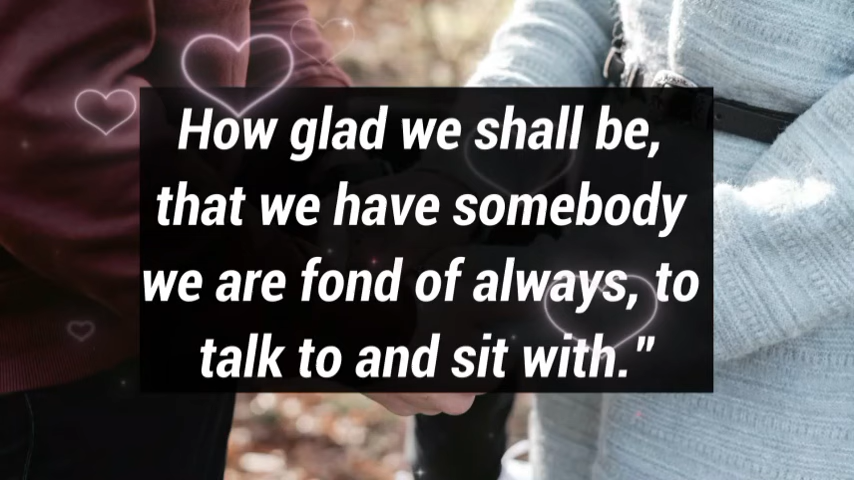 How glad we shall be,
that we have somebody
we are fond of always, to
talk to and sit with."